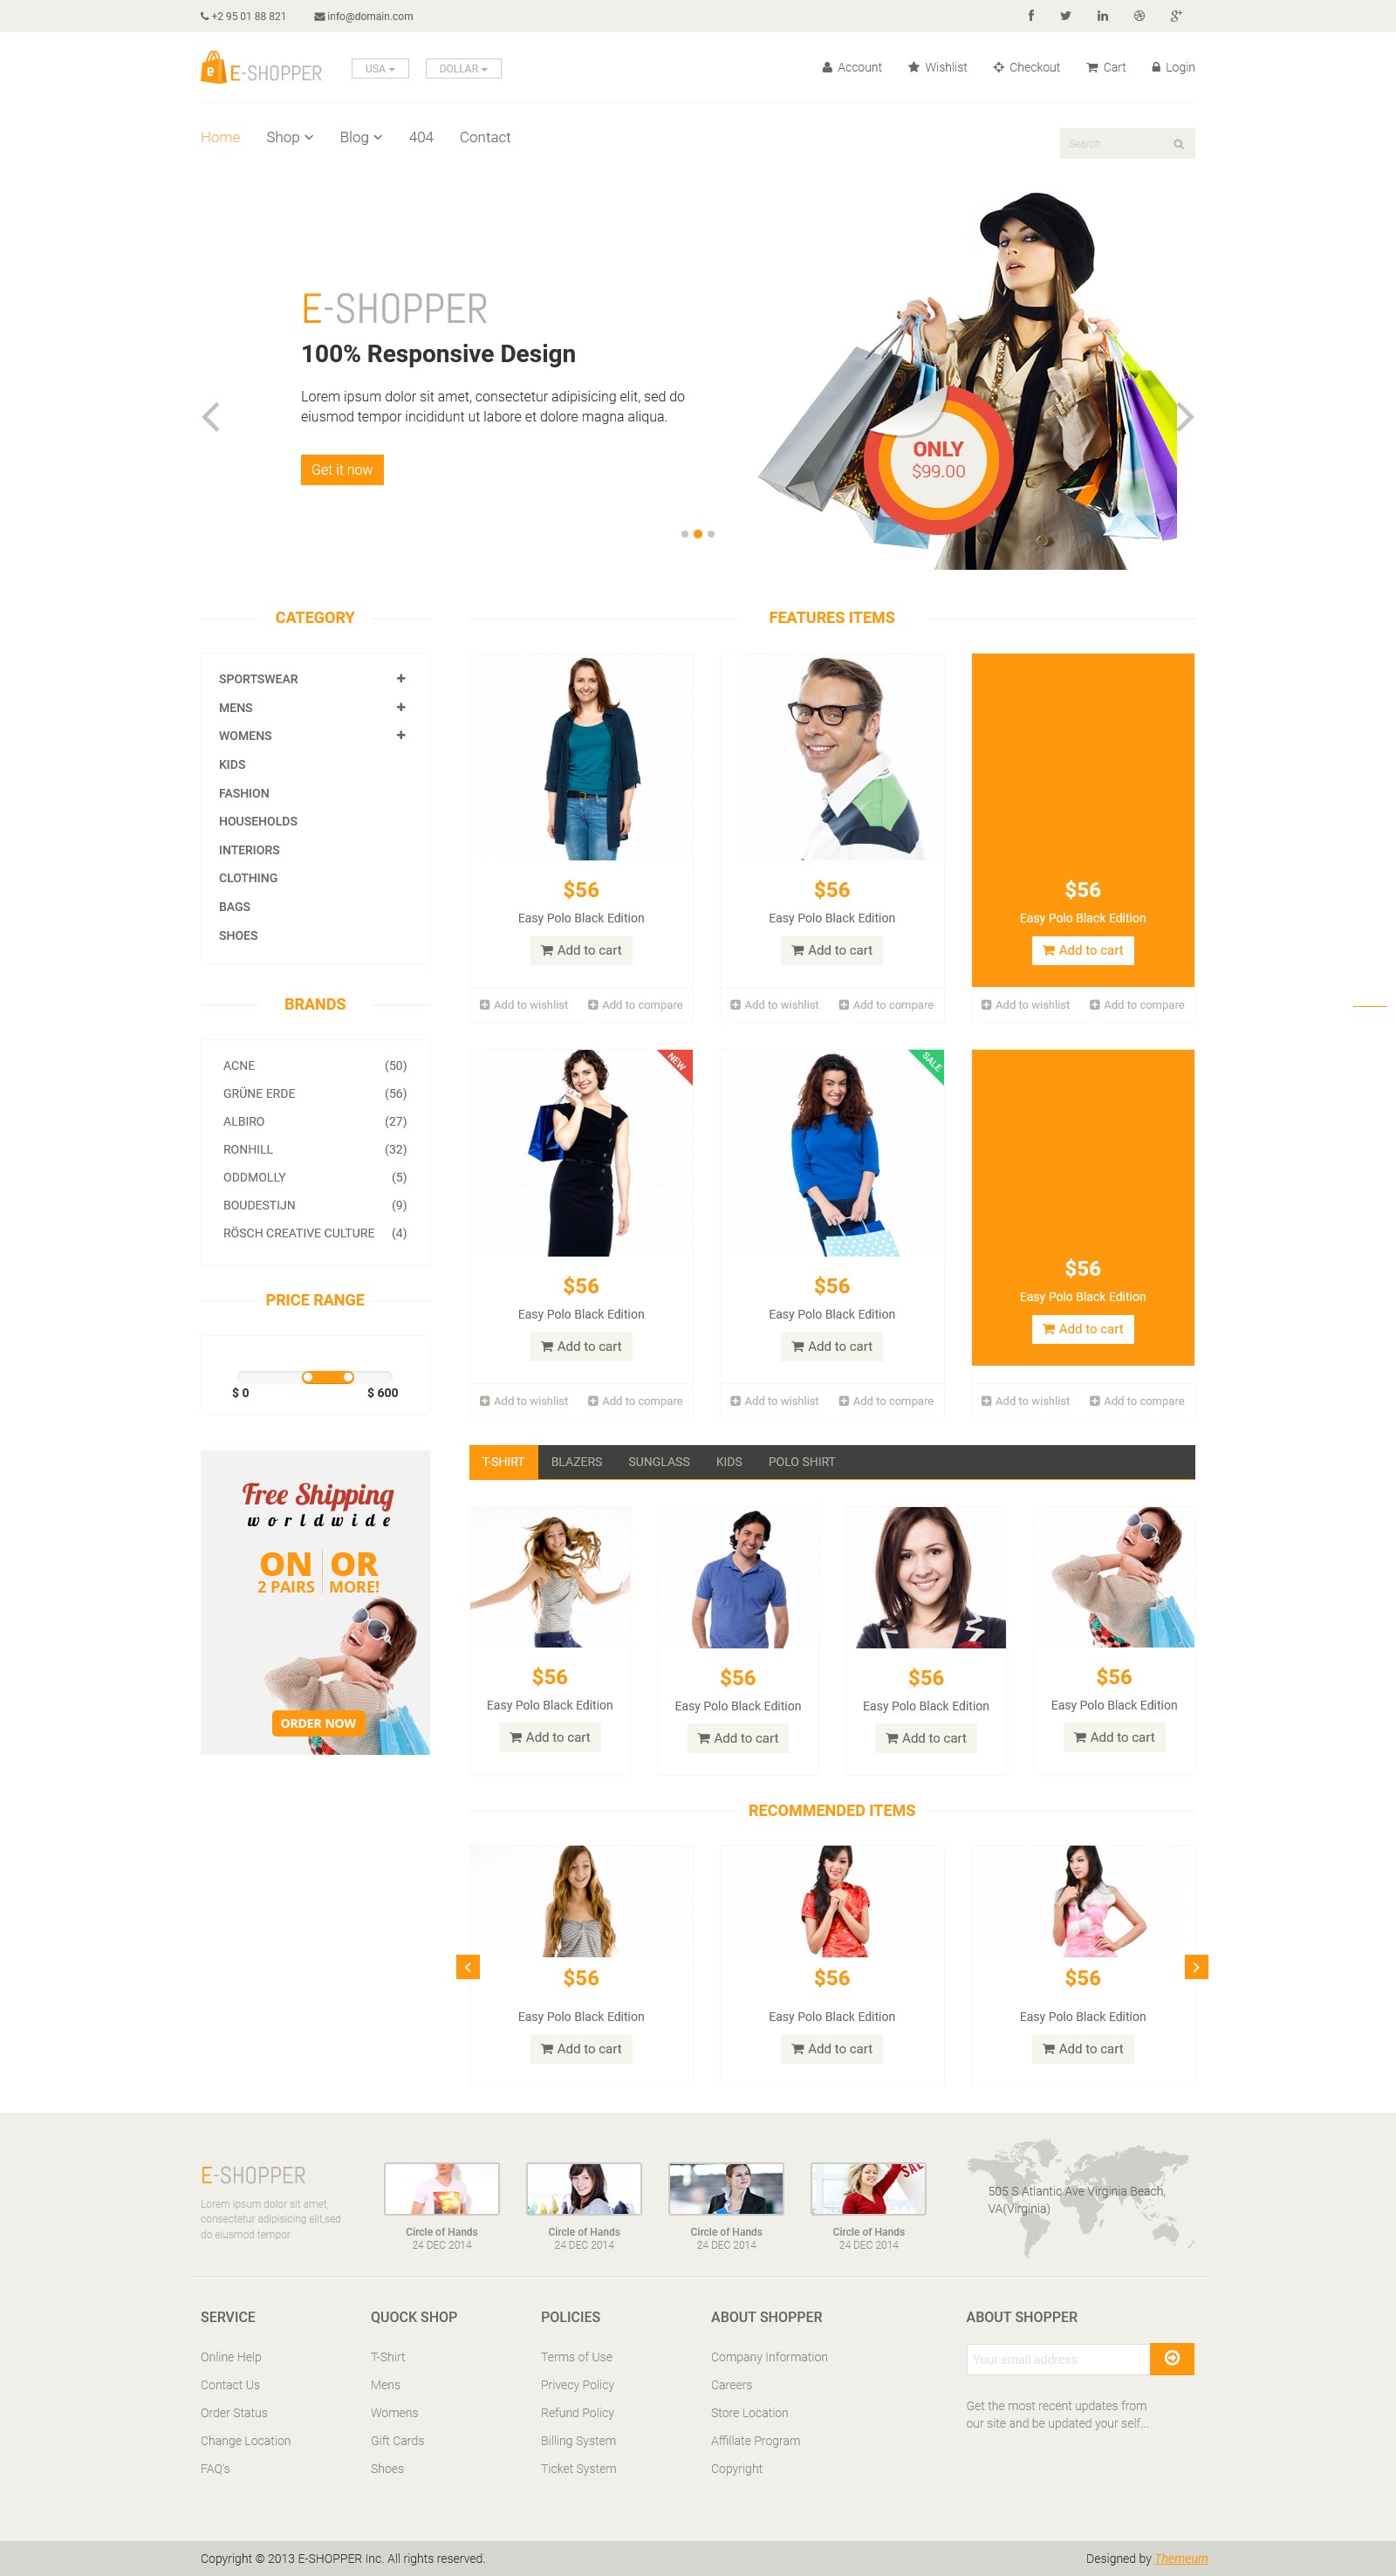 +2 95 01 88 821 info@domain.com
E-SHOPPER USA DOLLAR Account Wishlist Checkout Cart Login
Home Shop Blog 404 Contact Search
E-SHOPPER
100% Responsive Design
Lorem ipsum dolor sit amet, consectetur adipisicing elit, sed do
eiusmod tempor incididunt ut labore et dolore magna aliqua.
Get it now
ONLY
$99.00
CATEGORY
SPORTSWEAR
MENS
WOMENS
KIDS
FASHION
HOUSEHOLDS
INTERIORS
CLOTHING
BAGS
SHOES
BRANDS
ACNE (50)
GRÜNE ERDE (56)
ALBIRO (27)
RONHILL (32)
ODDMOLLY (5)
BOUDESTIJN (9)
RÖSCH CREATIVE CULTURE (4)
PRICE RANGE
$ 0 $ 600
Free Shipping
worldwide
ON OR
2 PAIRS MORE!
ORDER NOW
FEATURES ITEMS
$56 $56 $56
Easy Polo Black Edition Easy Polo Black Edition Easy Polo Black Edition
Add to cart Add to cart Add to cart
Add to wishlist Add to compare Add to wishlist Add to compare Add to wishlist Add to compare
NEW SALE
$56 $56 $56
Easy Polo Black Edition Easy Polo Black Edition Easy Polo Black Edition
Add to cart Add to cart Add to cart
Add to wishlist Add to compare Add to wishlist Add to compare Add to wishlist Add to compare
T-SHIRT BLAZERS SUNGLASS KIDS POLO SHIRT
$56 $56 $56 $56
Easy Polo Black Edition Easy Polo Black Edition Easy Polo Black Edition Easy Polo Black Edition
Add to cart Add to cart Add to cart Add to cart
RECOMMENDED ITEMS
$56 $56 $56
Easy Polo Black Edition Easy Polo Black Edition Easy Polo Black Edition
Add to cart Add to cart Add to cart
E-SHOPPER
Lorem ipsum dolor sit amet,
consectetur adipisicing elit,sed
do eiusmod tempor
SALE
Circle of Hands Circle of Hands Circle of Hands Circle of Hands
24 DEC 2014 24 DEC 2014 24 DEC 2014 24 DEC 2014
505 S Atlantic Ave Virginia Beach,
VA(Virginia)
SERVICE
Online Help
Contact Us
Order Status
Change Location
FAQ's
QUOCK SHOP
T-Shirt
Mens
Womens
Gift Cards
Shoes
POLICIES
Terms of Use
Privecy Policy
Refund Policy
Billing System
Ticket System
ABOUT SHOPPER
Company Information
Careers
Store Location
Affillate Program
Copyright
ABOUT SHOPPER
Your email address
Get the most recent updates from
our site and be updated your self...
Copyright © 2013 E-SHOPPER Inc. All rights reserved. Designed by Themeum